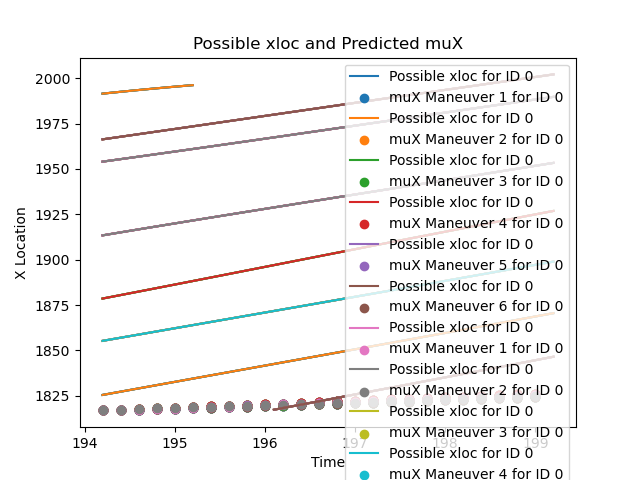 Possible xloc and Predicted muX
2000
1975
1950
1925
1900
1875
1850
1825
X Location
194
195
196
197
198
199
Time
Possible xloc for ID 0
muX Maneuver 1 for ID 0
Possible xloc for ID 0
muX Maneuver 2 for ID 0
Possible xloc for ID 0
muX Maneuver 3 for ID 0
Possible xloc for ID 0
muX Maneuver 4 for ID 0
Possible xloc for ID 0
muX Maneuver 5 for ID 0
Possible xloc for ID 0
muX Maneuver 6 for ID 0
Possible xloc for ID 0
muX Maneuver 1 for ID 0
Possible xloc for ID 0
muX Maneuver 2 for ID 0
Possible xloc for ID 0
muX Maneuver 3 for ID 0
Possible xloc for ID 0
muX Maneuver 4 for ID 0